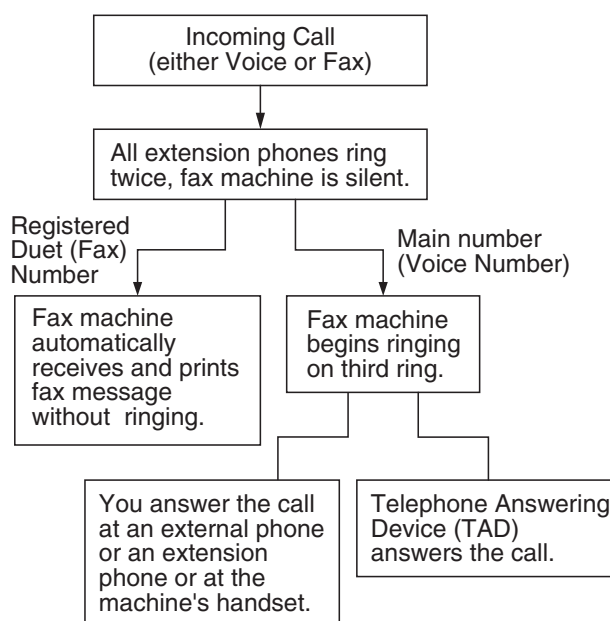 Incoming Call
(either Voice or Fax)
All extension phones ring
twice, fax machine is silent.
Registered
Duet (Fax)
Number
Main number
(Voice Number)
Fax machine
automatically
receives and prints
fax message
without ringing.
Fax machine
begins ringing
on third ring.
You answer the call
at an external phone
or an extension
phone or at the
machine's handset.
Telephone Answering
Device (TAD)
answers the call.